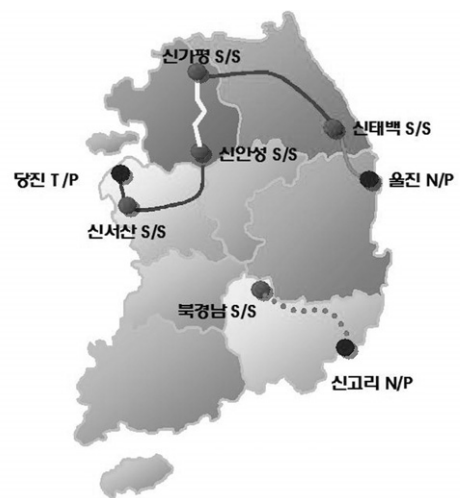 신가평 S/S
신태백 S/S
신안성 S/S
당진 T/P
울진 N/P
신서산 S/S
북경남 S/S
신고리 N/P